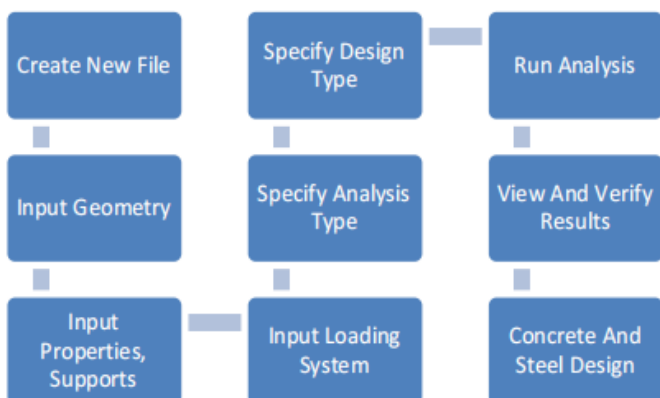 Create New File
Input Geometry
Input
Properties,
Supports
Input Loading
System
Specify Analysis
Type
Specify Design
Type
Run Analysis
View And Verify
Results
Concrete And
Steel Design